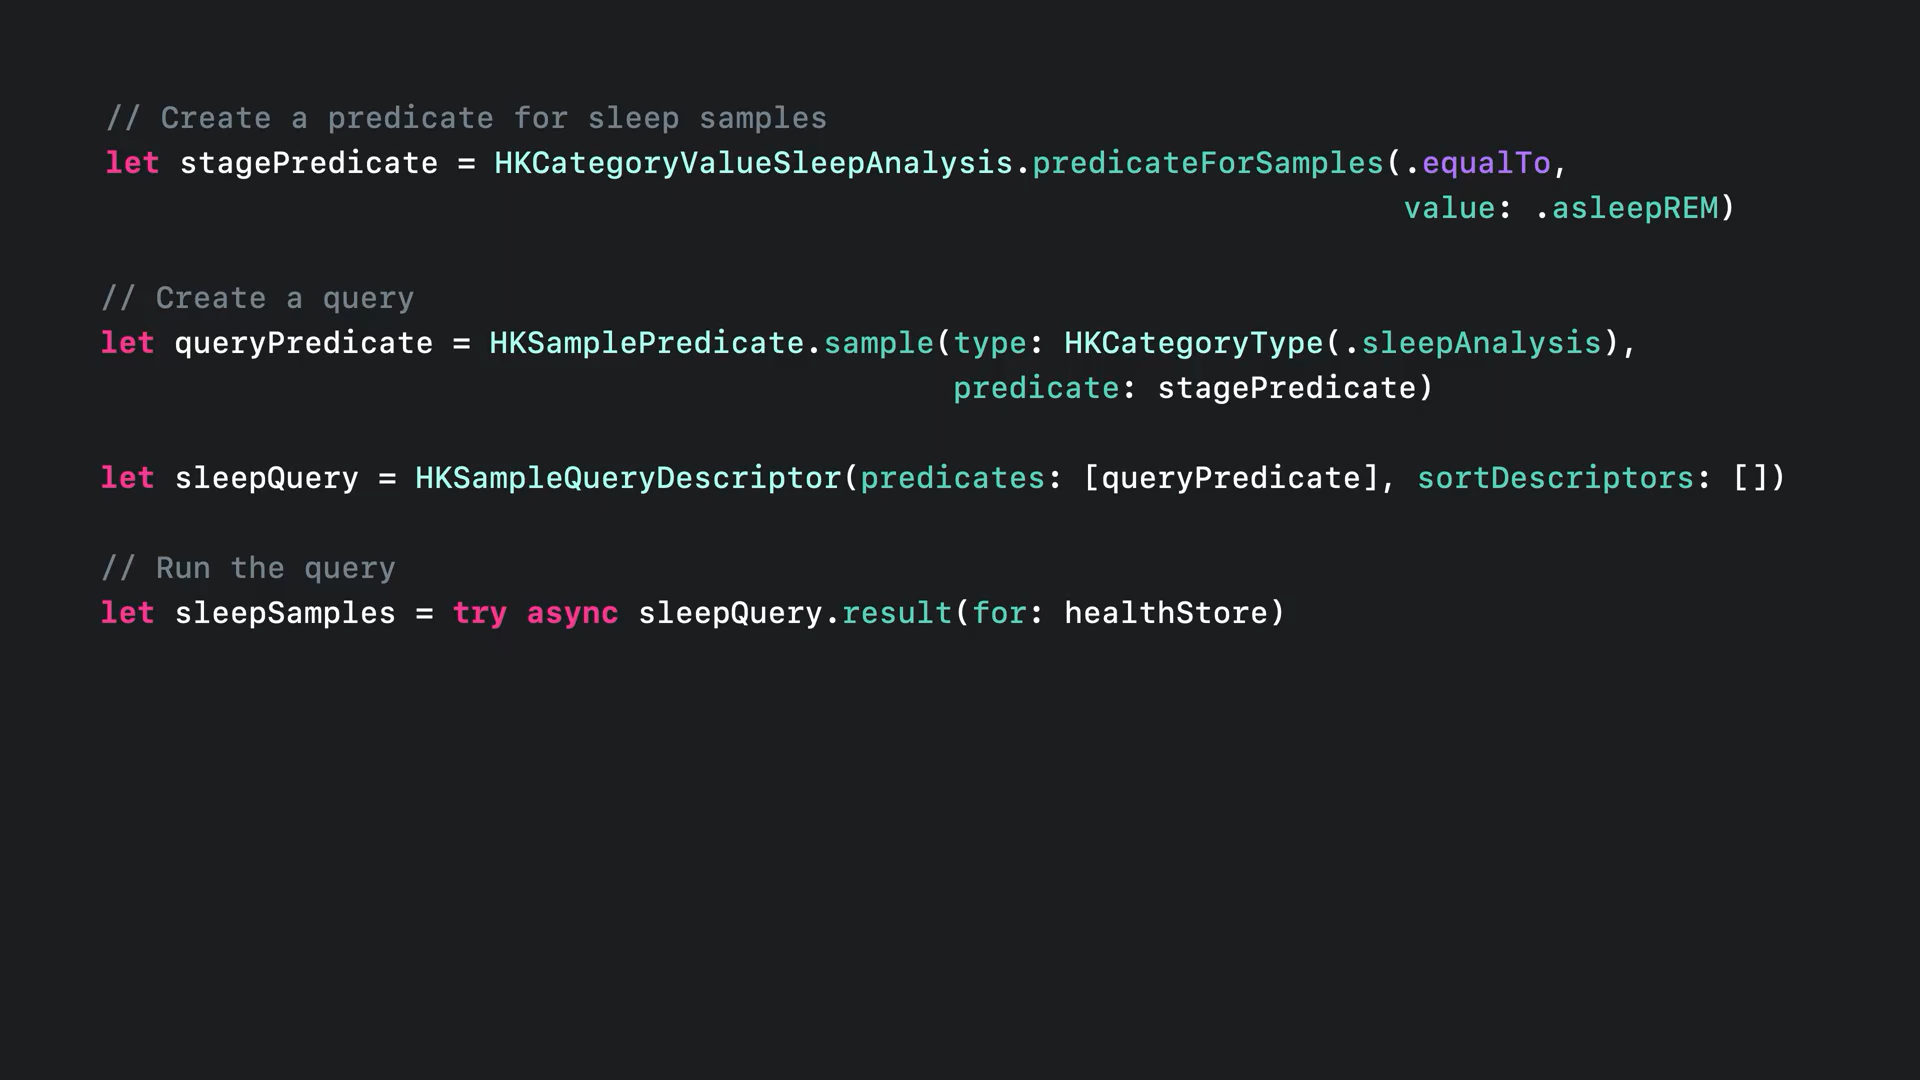 // Create a predicate for sleep samples
let stagePredicate = HKCategoryValueSleepAnalysis.predicateForSamples(.equalTo,
value: .asleepREM)
// Create a query
let queryPredicate = HKSamplePredicate.sample(type: HKCategoryType(.sleepAnalysis),
predicate: stagePredicate)
let sleepQuery = HKSampleQueryDescriptor(predicates: [queryPredicate], sortDescriptors: [])
// Run the query
let sleepSamples = try async sleepQuery.result(for: healthStore)